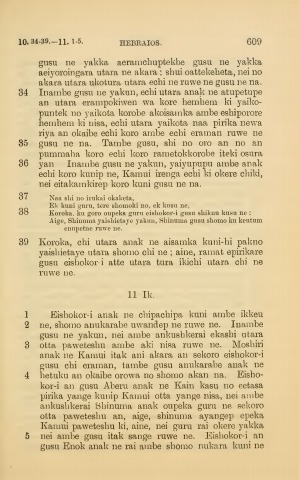 10. 34-39.—11. 1-5. HEBRAIOS. 609
gusu ne yakka aeramchuptekbe gusu ne yakka
aeiyoroingara utara ne akara; shui oattekeheta, nei no
akara utara ukotura utara echi ne ruwe ne gusu ne na.
34 Inambe gusu ne yakun, echi utara anak ne atupetupe
an utara erampokiwen wa kore hembem ki yaiko-
puntek no yaikota korobe akoisamka ambe eshiporore
hembem ki nisa, echi utara yaikota naa pirika newa
riya an okaibe echi koro ambe echi eraman ruwe ne
35 gusu ne na. Tambe gusu, shi no oro an no an
pummaha koro echi koro rametokkorobe iteki osura
36 yan Inambe gusu ne yakun, yaiyupupu ambe anak
echi koro kunip ne, Kamui irenga echi ki okere chiki,
nei eitakamkirep koro kuni gusu ne na.
37 Naa shi no irukai okaketa,
Ek kuni guru, tere shomoki no, ek kusu ne,
38 Koroka, ku goro oupeka guru eishokor-i gusu shiknu kusu ne:
Aige, Shinuma yaishietaye yakun, Shinuma gusu shomo ku keutum
enupetne ruwe ne.
39 Koroka, chi utara anak ne aisamka kuni-hi pakno
yaishietaye utara shomo chi ne; aine, ramat epirikare
gusu eishokor-i atte utara tura ikichi utara chi ne
ruwe ne.
11 Ik.
1 Eishokor-i anak ne chipachipa kuni ambe ikkeu
2 ne, shomo anukarabe uwandep ne ruwe ne. Inambe
gusu ne yakun, nei ambe ankushkerai ekashi utara
3 otta paweteshu ambe aki nisa ruwe ne. Moshiri
anak ne Kamui itak ani akara an sekoro eishokor-i
gusu chi eraman, tambe gusu anukarabe anak ne
4 hetuku an okaibe orowa no shomo akan na. Eisho-
kor-i an gusu Aberu anak ne Kain kasu no eetasa
pirika yange kunip Kamui otta yange nisa, nei ambe
ankushkerai Shinuma anak oupeka guru ne sekoro
otta paweteshu an, aige, shinuma ayangep epeka
Kamui paweteshu ki, aine, nei guru rai okere yakka
5 nei ambe gusu itak sange ruwe ne. Eishokor-i an
gusu Enok anak ne rai ambe shomo nukara kuni ne